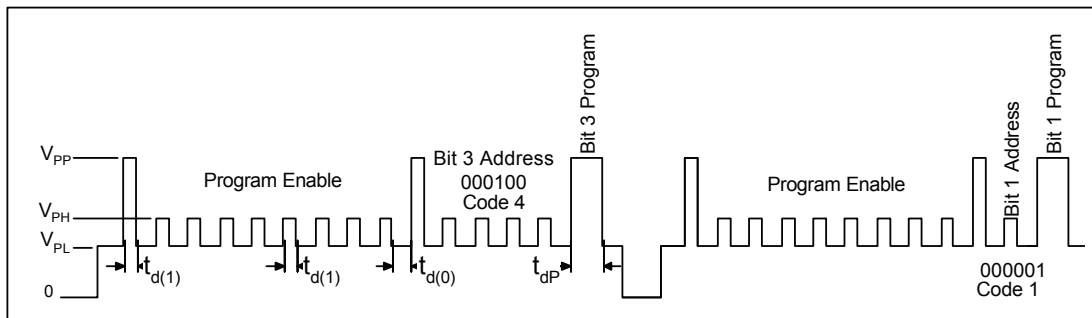 V_PP
V_PH
V_PL
0
Program Enable
t_d(1)
t_d(1)
t_d(0)
Bit 3 Address
000100
Code 4
Bit 3 Program
t_dP
Program Enable
Bit 1 Address
Bit 1 Program
000001
Code 1